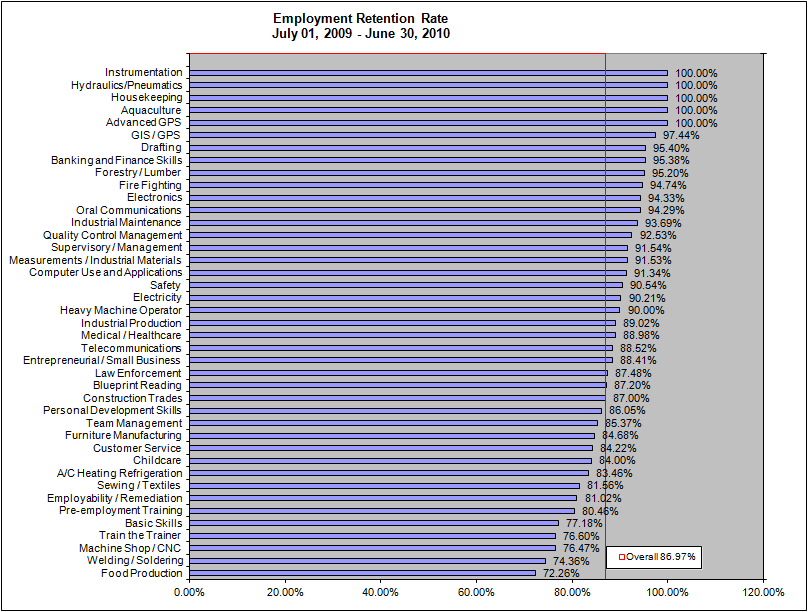 Employment Retention Rate
July 01, 2009 - June 30, 2010
Instrumentation 100.00%
Hydraulics/Pneumatics 100.00%
Housekeeping 100.00%
Aquaculture 100.00%
Advanced GPS 100.00%
GIS / GPS 97.44%
Drafting 95.40%
Banking and Finance Skills 95.38%
Forestry / Lumber 95.20%
Fire Fighting 94.74%
Electronics 94.33%
Oral Communications 94.29%
Industrial Maintenance 93.69%
Quality Control Management 92.53%
Supervisory / Management 91.54%
Measurements / Industrial Materials 91.53%
Computer Use and Applications 91.34%
Safety 90.54%
Electricity 90.21%
Heavy Machine Operator 90.00%
Industrial Production 89.02%
Medical / Healthcare 88.98%
Telecommunications 88.52%
Entrepreneurial / Small Business 88.41%
Law Enforcement 87.48%
Blueprint Reading 87.20%
Construction Trades 87.00%
Personal Development Skills 86.05%
Team Management 85.37%
Furniture Manufacturing 84.68%
Customer Service 84.22%
Childcare 84.00%
A/C Heating Refrigeration 83.46%
Sewing / Textiles 81.56%
Employability / Remediation 81.02%
Pre-employment Training 80.46%
Basic Skills 77.18%
Train the Trainer 76.60%
Machine Shop / CNC 76.47%
Welding / Soldering 74.36%
Food Production 72.26%
Overall 86.97%
0.00% 20.00% 40.00% 60.00% 80.00% 100.00% 120.00%